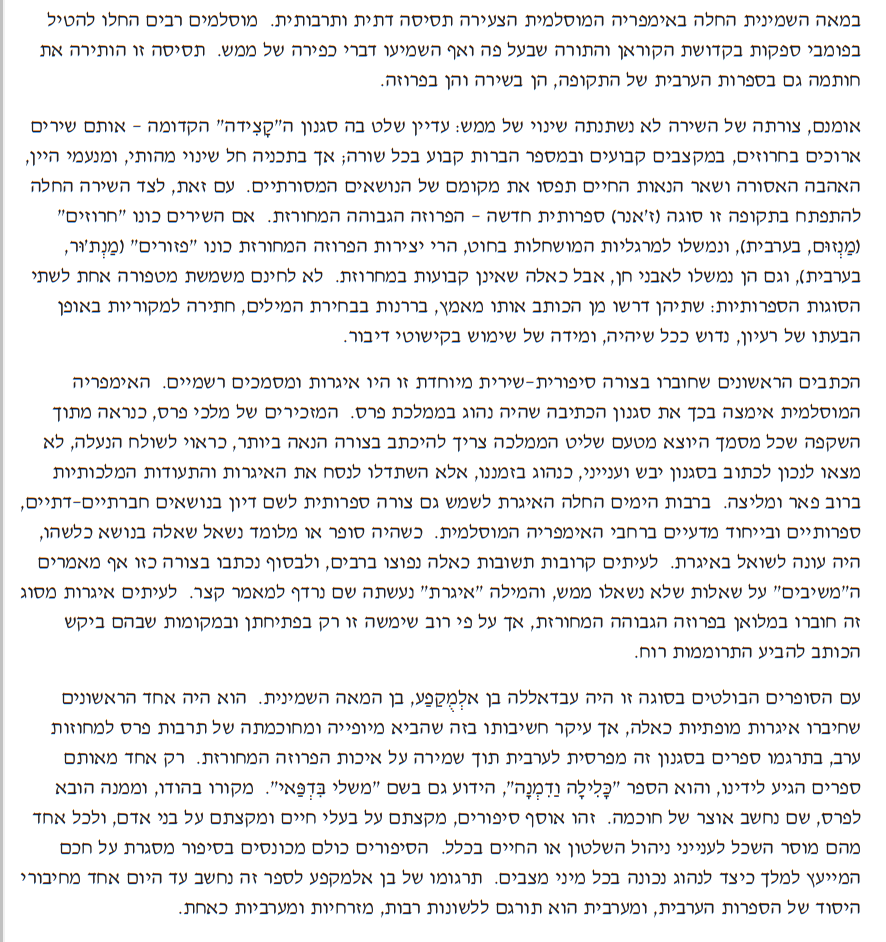 במאה השמינית החלה באימפריה המוסלמית הצעירה תסיסה דתית ותרבותית. מוסלמים רבים החלו להטיל
בפומבי ספקות בקדושת הקוראן והתורה שבעל פה ואף השמיעו דברי כפירה של ממש. תסיסה זו הותירה את
חותמה גם בספרות הערבית של התקופה, הן בשירה והן בפרוזה.
אומנם, צורתה של השירה לא נשתנתה שינוי של ממש: עדיין שלט בה סגנון ה"קָצִידה" הקדומה - אותם שירים
ארוכים בחרוזים, במקצבים קבועים ובמספר הברות קבוע בכל שורה; אך בתכניה חל שינוי מהותי, ומנעמי היין,
האהבה האסורה ושאר הנאות החיים תפסו את מקומם של הנושאים המסורתיים. עם זאת, לצד השירה החלה
להתפתח בתקופה זו סוגה (ז'אנר) ספרותית חדשה - הפרוזה הגבוהה המחורזת. אם השירים כונו "חרוזים"
(מַנְזוּם, בערבית), ונמשלו למרגליות המושחלות בחוט, הרי יצירות הפרוזה המחורזת כונו "פזורים" (מַנְת'וּר,
בערבית), וגם הן נמשלו לאבני חן, אבל כאלה שאינן קבועות במחרוזת. לא לחינם משמשת מטפורה אחת לשתי
הסוגות הספרותיות: שתיהן דרשו מן הכותב אותו מאמץ, בררנות בבחירת המילים, חתירה למקוריות באופן
הבעתו של רעיון, נדוש ככל שיהיה, ומידה של שימוש בקישוטי דיבור.
הכתבים הראשונים שחוברו בצורה סיפורית-שירית מיוחדת זו היו איגרות ומסמכים רשמיים. האימפריה
המוסלמית אימצה בכך את סגנון הכתיבה שהיה נהוג בממלכת פרס. המזכירים של מלכי פרס, כנראה מתוך
השקפה שכל מסמך היוצא מטעם שליט הממלכה צריך להיכתב בצורה הנאה ביותר, כראוי לשולח הנעלה, לא
מצאו לנכון לכתוב בסגנון יבש וענייני, כנהוג בזמננו, אלא השתדלו לנסח את האיגרות והתעודות המלכותיות
ברוב פאר ומליצה. ברבות הימים החלה האיגרת לשמש גם צורה ספרותית לשם דיון בנושאים חברתיים-דתיים,
ספרותיים ובייחוד מדעיים ברחבי האימפריה המוסלמית. כשהיה סופר או מלומד נשאל שאלה בנושא כלשהו,
היה עונה לשואל באיגרת. לעיתים קרובות תשובות כאלה נפוצו ברבים, ולבסוף נכתבו בצורה כזו אף מאמרים
ה"משיבים" על שאלות שלא נשאלו ממש, והמילה "איגרת" נעשתה שם נרדף למאמר קצר. לעיתים איגרות מסוג
זה חוברו במלואן בפרוזה הגבוהה המחורזת, אך על פי רוב שימשה זו רק בפתיחתן ובמקומות שבהם ביקש
הכותב להביע התרוממות רוח.
עם הסופרים הבולטים בסוגה זו היה עבדאללה בן אלְמֻקַפַע, בן המאה השמינית. הוא היה אחד הראשונים
שחיברו איגרות מופתיות כאלה, אך עיקר חשיבותו בזה שהביא מיופייה ומחוכמתה של תרבות פרס למחוזות
ערב, בתרגמו ספרים בסגנון זה מפרסית לערבית תוך שמירה על איכות הפרוזה המחורזת. רק אחד מאותם
ספרים הגיע לידינו, והוא הספר "כָּלִילָה וַדִמְנָה", הידוע גם בשם "משלי בִּדְפַּאי". מקורו בהודו, וממנה הובא
לפרס, שם נחשב אוצר של חוכמה. זהו אוסף סיפורים, מקצתם על בעלי חיים ומקצתם על בני אדם, ולכל אחד
מהם מוסר השכל לענייני ניהול השלטון או החיים בכלל. הסיפורים כולם מכונסים בסיפור מסגרת על חכם
המייעץ למלך כיצד לנהוג נכונה בכל מיני מצבים. תרגומו של בן אלמקפע לספר זה נחשב עד היום אחד מחיבורי
היסוד של הספרות הערבית, ומערבית הוא תורגם ללשונות רבות, מזרחיות ומערביות כאחת.